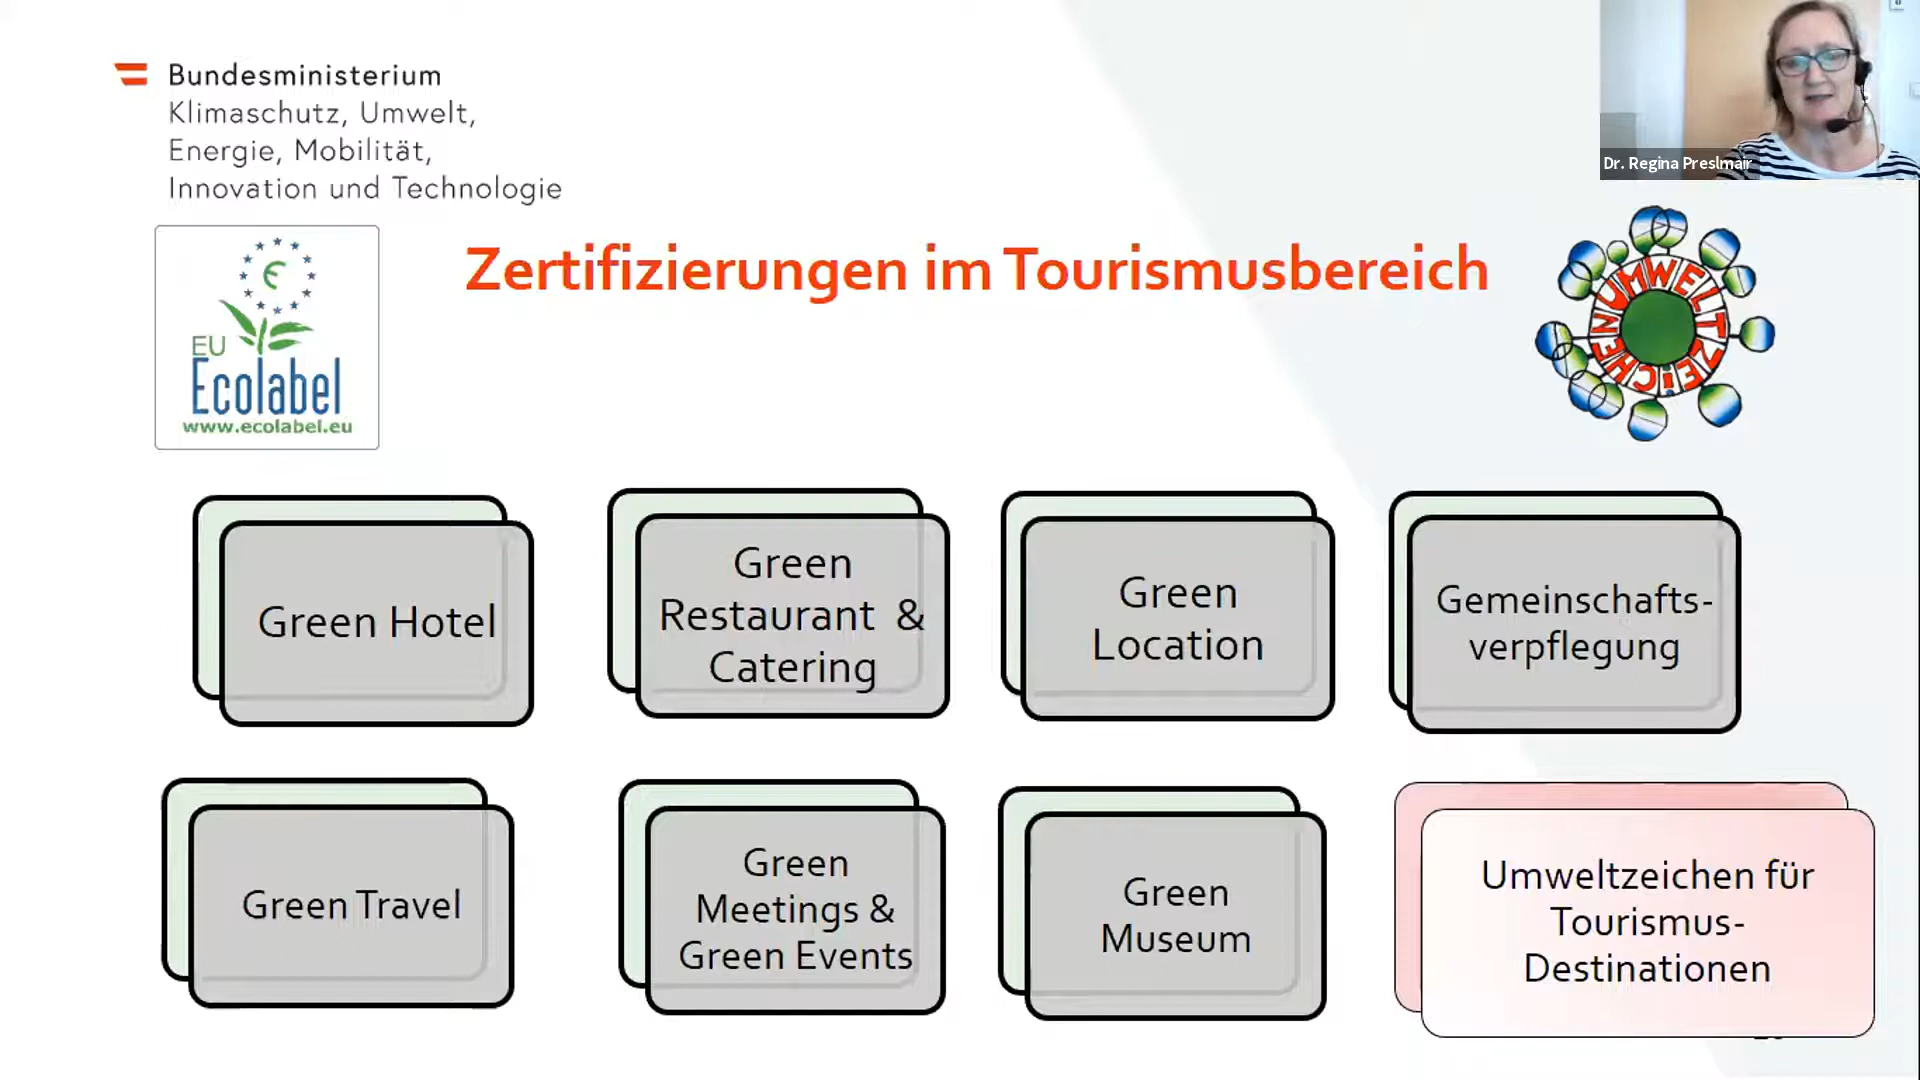 Bundesministerium
Klimaschutz, Umwelt,
Energie, Mobilität,
Innovation und Technologie
Dr. Regina Preslmair
EU
Ecolabel
www.ecolabel.eu
Zertifizierungen im Tourismusbereich
UMWELTZEICHEN
Green Hotel
Green
Restaurant &
Catering
Green
Location
Gemeinschafts-
verpflegung
Green Travel
Green
Meetings &
Green Events
Green
Museum
Umweltzeichen für
Tourismus-
Destinationen